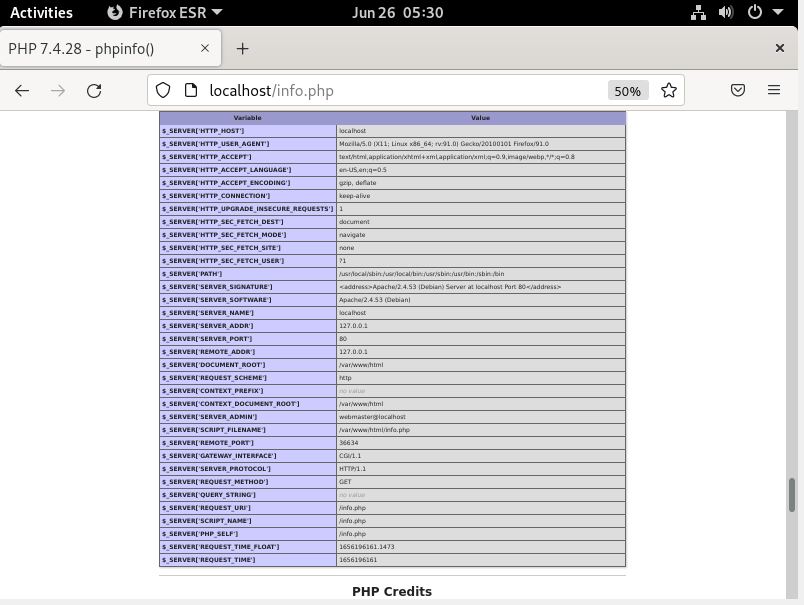 Activities Firefox ESR Jun 26 05:30
PHP 7.4.28 - phpinfo()
localhost/info.php 50%
Variable Value
$_SERVER['HTTP_HOST'] localhost
$_SERVER['HTTP_USER_AGENT'] Mozilla/5.0 (X11; Linux x86_64; rv:91.0) Gecko/20100101 Firefox/91.0
$_SERVER['HTTP_ACCEPT'] text/html,application/xhtml+xml,application/xml;q=0.9,image/webp,*/*;q=0.8
$_SERVER['HTTP_ACCEPT_LANGUAGE'] en-US,en;q=0.5
$_SERVER['HTTP_ACCEPT_ENCODING'] gzip, deflate
$_SERVER['HTTP_CONNECTION'] keep-alive
$_SERVER['HTTP_UPGRADE_INSECURE_REQUESTS'] 1
$_SERVER['HTTP_SEC_FETCH_DEST'] document
$_SERVER['HTTP_SEC_FETCH_MODE'] navigate
$_SERVER['HTTP_SEC_FETCH_SITE'] none
$_SERVER['HTTP_SEC_FETCH_USER'] ?1
$_SERVER['PATH'] /usr/local/sbin:/usr/local/bin:/usr/sbin:/usr/bin:/sbin:/bin
$_SERVER['SERVER_SIGNATURE'] <address>Apache/2.4.53 (Debian) Server at localhost Port 80</address>
$_SERVER['SERVER_SOFTWARE'] Apache/2.4.53 (Debian)
$_SERVER['SERVER_NAME'] localhost
$_SERVER['SERVER_ADDR'] 127.0.0.1
$_SERVER['SERVER_PORT'] 80
$_SERVER['REMOTE_ADDR'] 127.0.0.1
$_SERVER['DOCUMENT_ROOT'] /var/www/html
$_SERVER['REQUEST_SCHEME'] http
$_SERVER['CONTEXT_PREFIX'] no value
$_SERVER['CONTEXT_DOCUMENT_ROOT'] /var/www/html
$_SERVER['SERVER_ADMIN'] webmaster@localhost
$_SERVER['SCRIPT_FILENAME'] /var/www/html/info.php
$_SERVER['REMOTE_PORT'] 36634
$_SERVER['GATEWAY_INTERFACE'] CGI/1.1
$_SERVER['SERVER_PROTOCOL'] HTTP/1.1
$_SERVER['REQUEST_METHOD'] GET
$_SERVER['QUERY_STRING'] no value
$_SERVER['REQUEST_URI'] /info.php
$_SERVER['SCRIPT_NAME'] /info.php
$_SERVER['PHP_SELF'] /info.php
$_SERVER['REQUEST_TIME_FLOAT'] 1656196161.1473
$_SERVER['REQUEST_TIME'] 1656196161
PHP Credits